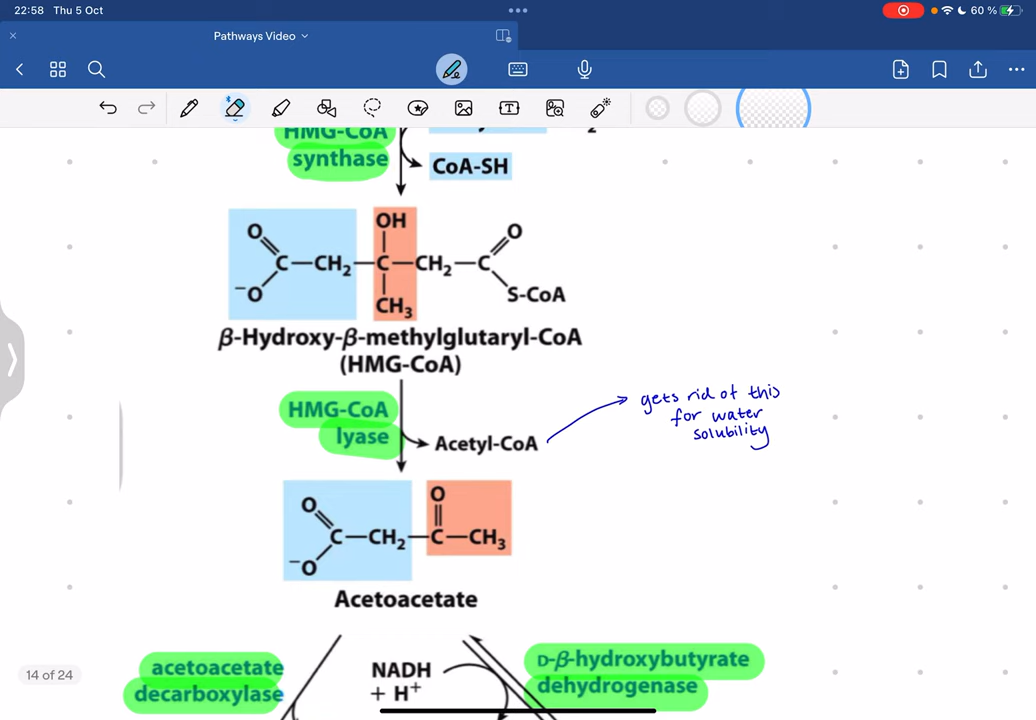 22:58 Thu 5 Oct
60 %
Pathways Video
HMG-CoA
synthase
CoA-SH
OH
O
C—CH₂—C—CH₂—C
O
⁻O
CH₃
S-CoA
β-Hydroxy-β-methylglutaryl-CoA
(HMG-CoA)
HMG-CoA
lyase
Acetyl-CoA
gets rid of this
for water
solubility
O
O
C—CH₂—C—CH₃
⁻O
Acetoacetate
14 of 24
acetoacetate
decarboxylase
NADH
+ H⁺
D-β-hydroxybutyrate
dehydrogenase